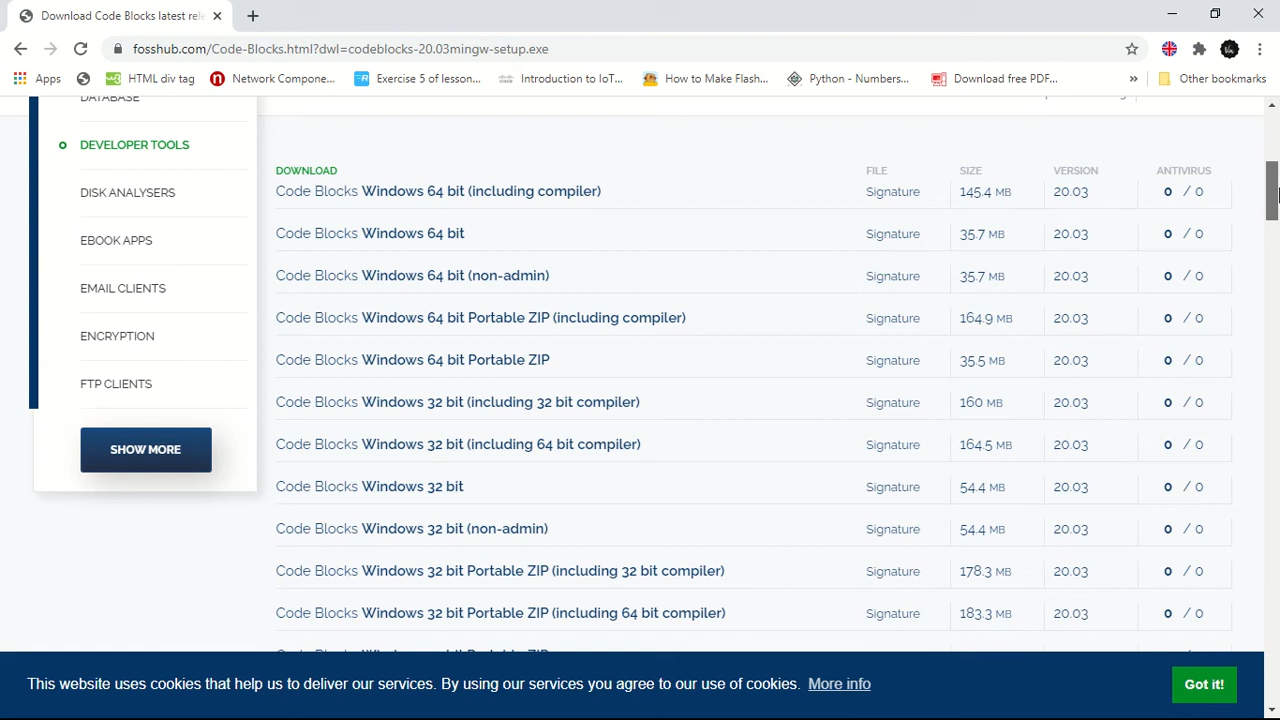 Download Code Blocks latest rele
fosshub.com/Code-Blocks.html?dwl=codeblocks-20.03mingw-setup.exe
Apps HTML div tag Network Compone... Exercise 5 of lesson... Introduction to IoT... How to Make Flash... Python - Numbers... Download free PDF... » Other bookmarks
DATABASE
DEVELOPER TOOLS
DISK ANALYSERS
EBOOK APPS
EMAIL CLIENTS
ENCRYPTION
FTP CLIENTS
SHOW MORE
DOWNLOAD FILE SIZE VERSION ANTIVIRUS
Code Blocks Windows 64 bit (including compiler) Signature 145.4 MB 20.03 0 / 0
Code Blocks Windows 64 bit Signature 35.7 MB 20.03 0 / 0
Code Blocks Windows 64 bit (non-admin) Signature 35.7 MB 20.03 0 / 0
Code Blocks Windows 64 bit Portable ZIP (including compiler) Signature 164.9 MB 20.03 0 / 0
Code Blocks Windows 64 bit Portable ZIP Signature 35.5 MB 20.03 0 / 0
Code Blocks Windows 32 bit (including 32 bit compiler) Signature 160 MB 20.03 0 / 0
Code Blocks Windows 32 bit (including 64 bit compiler) Signature 164.5 MB 20.03 0 / 0
Code Blocks Windows 32 bit Signature 54.4 MB 20.03 0 / 0
Code Blocks Windows 32 bit (non-admin) Signature 54.4 MB 20.03 0 / 0
Code Blocks Windows 32 bit Portable ZIP (including 32 bit compiler) Signature 178.3 MB 20.03 0 / 0
Code Blocks Windows 32 bit Portable ZIP (including 64 bit compiler) Signature 183.3 MB 20.03 0 / 0
This website uses cookies that help us to deliver our services. By using our services you agree to our use of cookies. More info Got it!